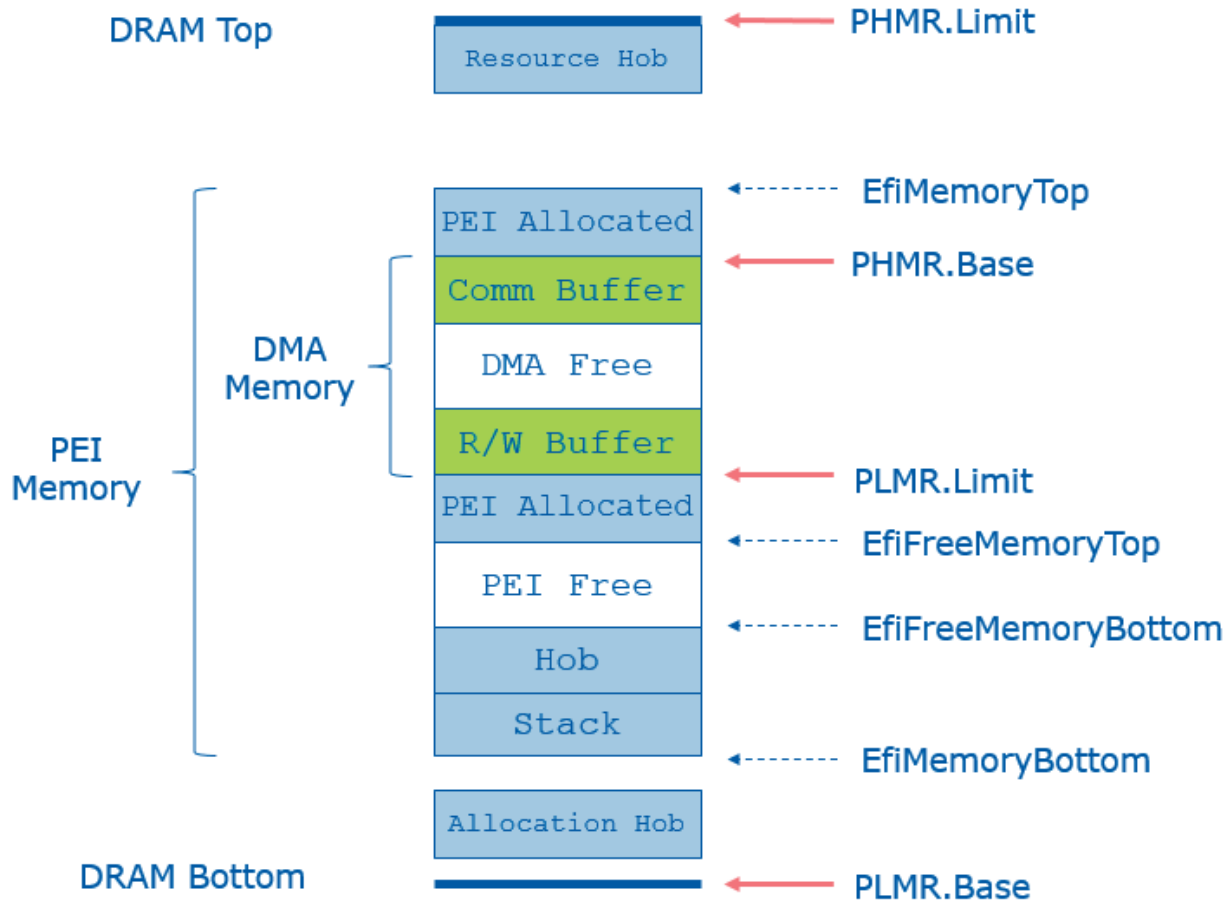 DRAM Top
PHMR.Limit
Resource Hob
EfiMemoryTop
PEI Allocated
PHMR.Base
Comm Buffer
DMA
Memory
DMA Free
R/W Buffer
PEI
Memory
PLMR.Limit
PEI Allocated
EfiFreeMemoryTop
PEI Free
EfiFreeMemoryBottom
Hob
Stack
EfiMemoryBottom
Allocation Hob
DRAM Bottom
PLMR.Base